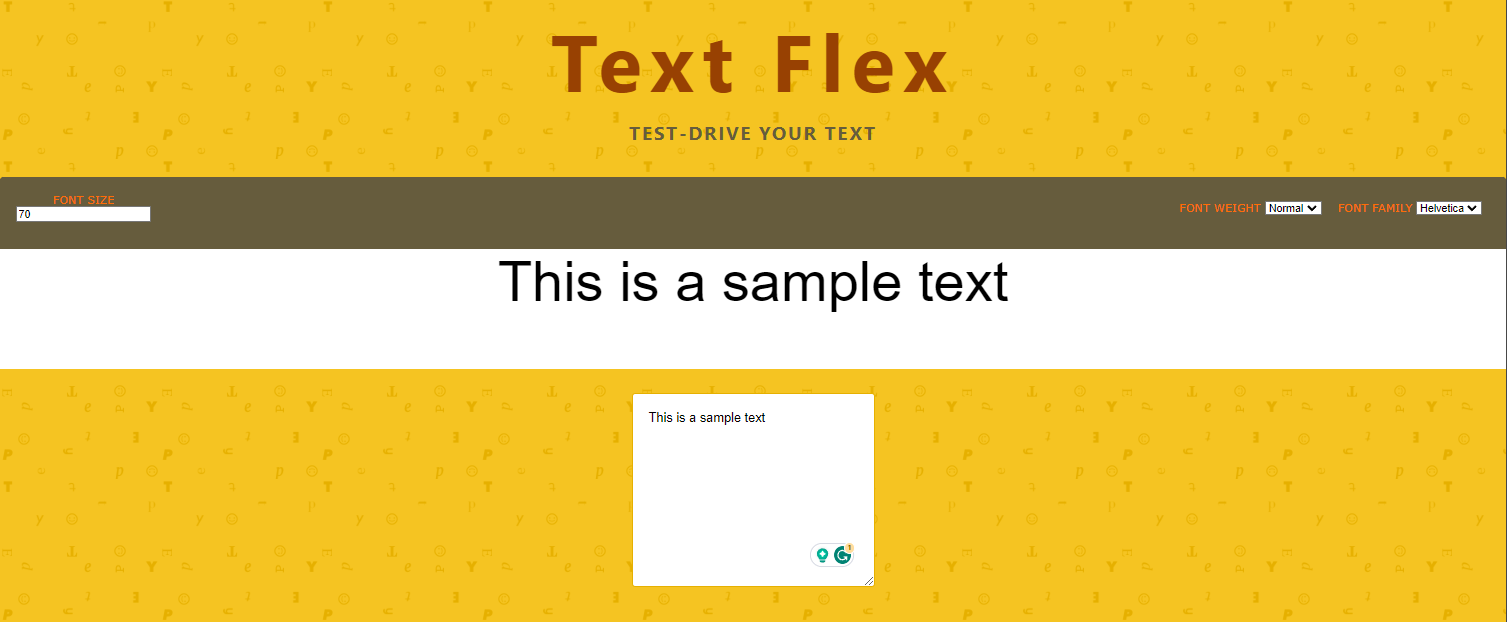 Text Flex
TEST-DRIVE YOUR TEXT
FONT SIZE
70
FONT WEIGHT Normal FONT FAMILY Helvetica
This is a sample text
This is a sample text
1